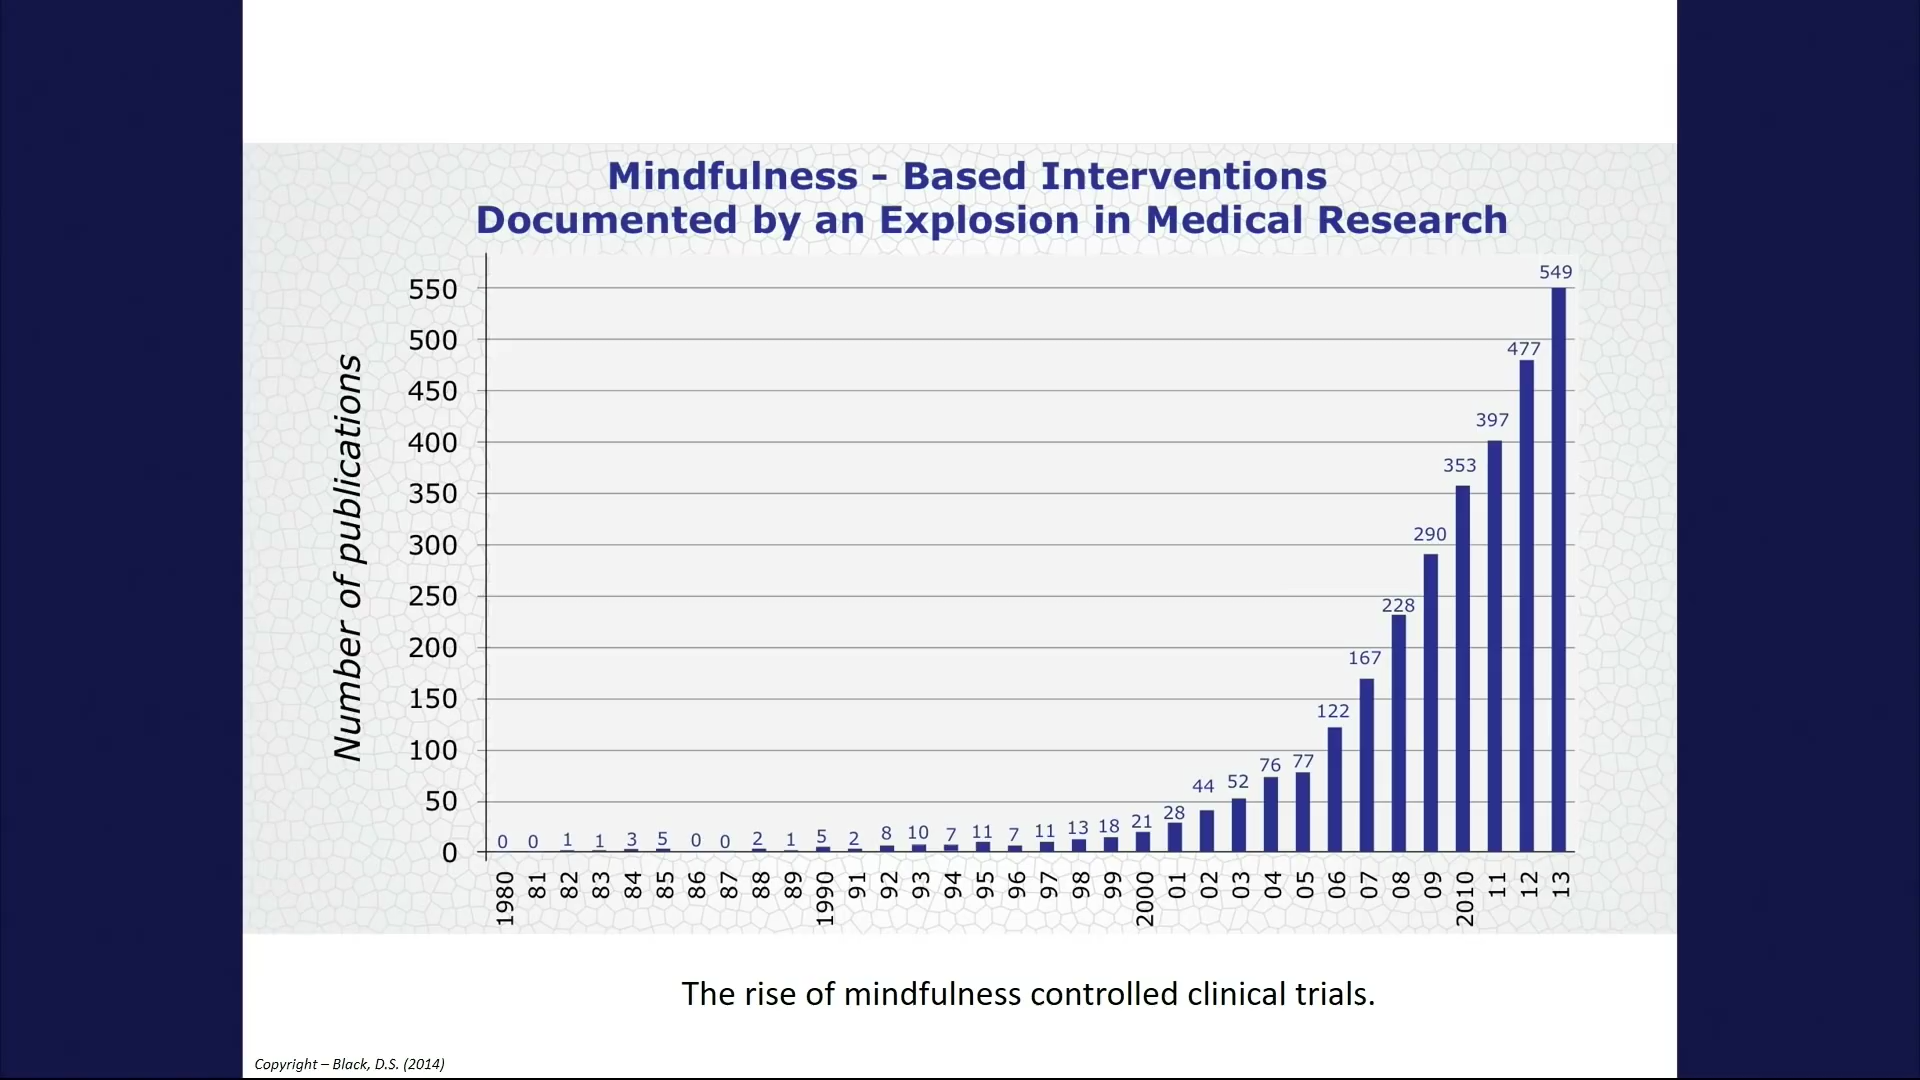 Mindfulness - Based Interventions
Documented by an Explosion in Medical Research
Number of publications
550
500
450
400
350
300
250
200
150
100
50
0
0 0 1 1 3 5 0 0 2 1 5 2 8 10 7 11 7 11 13 18 21 28 44 52 76 77 122 167 228 290 353 397 477 549
1980 81 82 83 84 85 86 87 88 89 1990 91 92 93 94 95 96 97 98 99 2000 01 02 03 04 05 06 07 08 09 2010 11 12 13
The rise of mindfulness controlled clinical trials.
Copyright – Black, D.S. (2014)